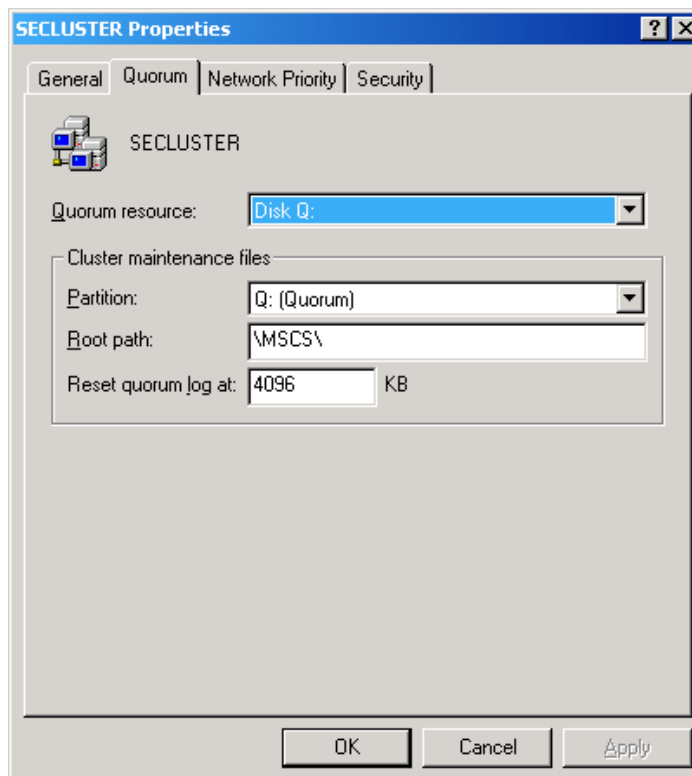 SECLUSTER Properties
General Quorum Network Priority Security
SECLUSTER
Quorum resource: Disk Q:
Cluster maintenance files
Partition: Q: (Quorum)
Root path: \MSCS\
Reset quorum log at: 4096 KB
OK Cancel Apply